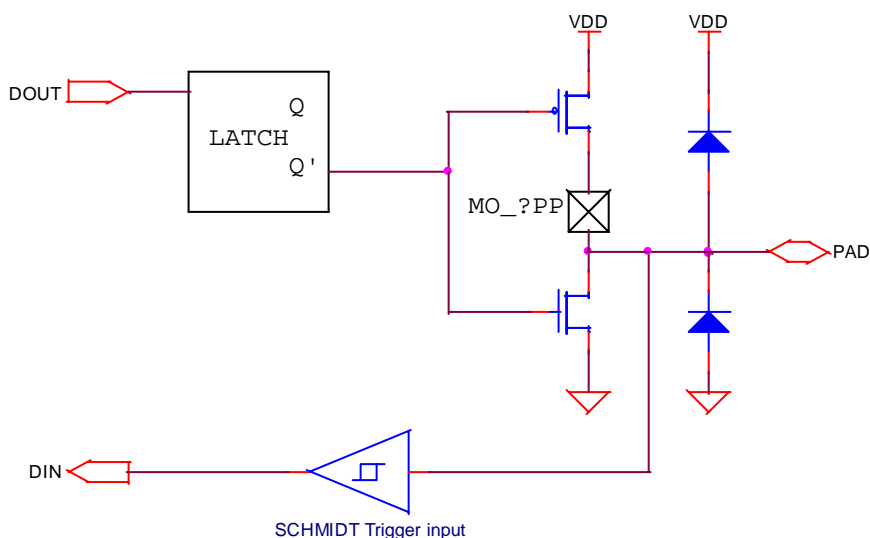 VDD
VDD
DOUT
Q
LATCH
Q'
MO_?PP
PAD
DIN
SCHMIDT Trigger input